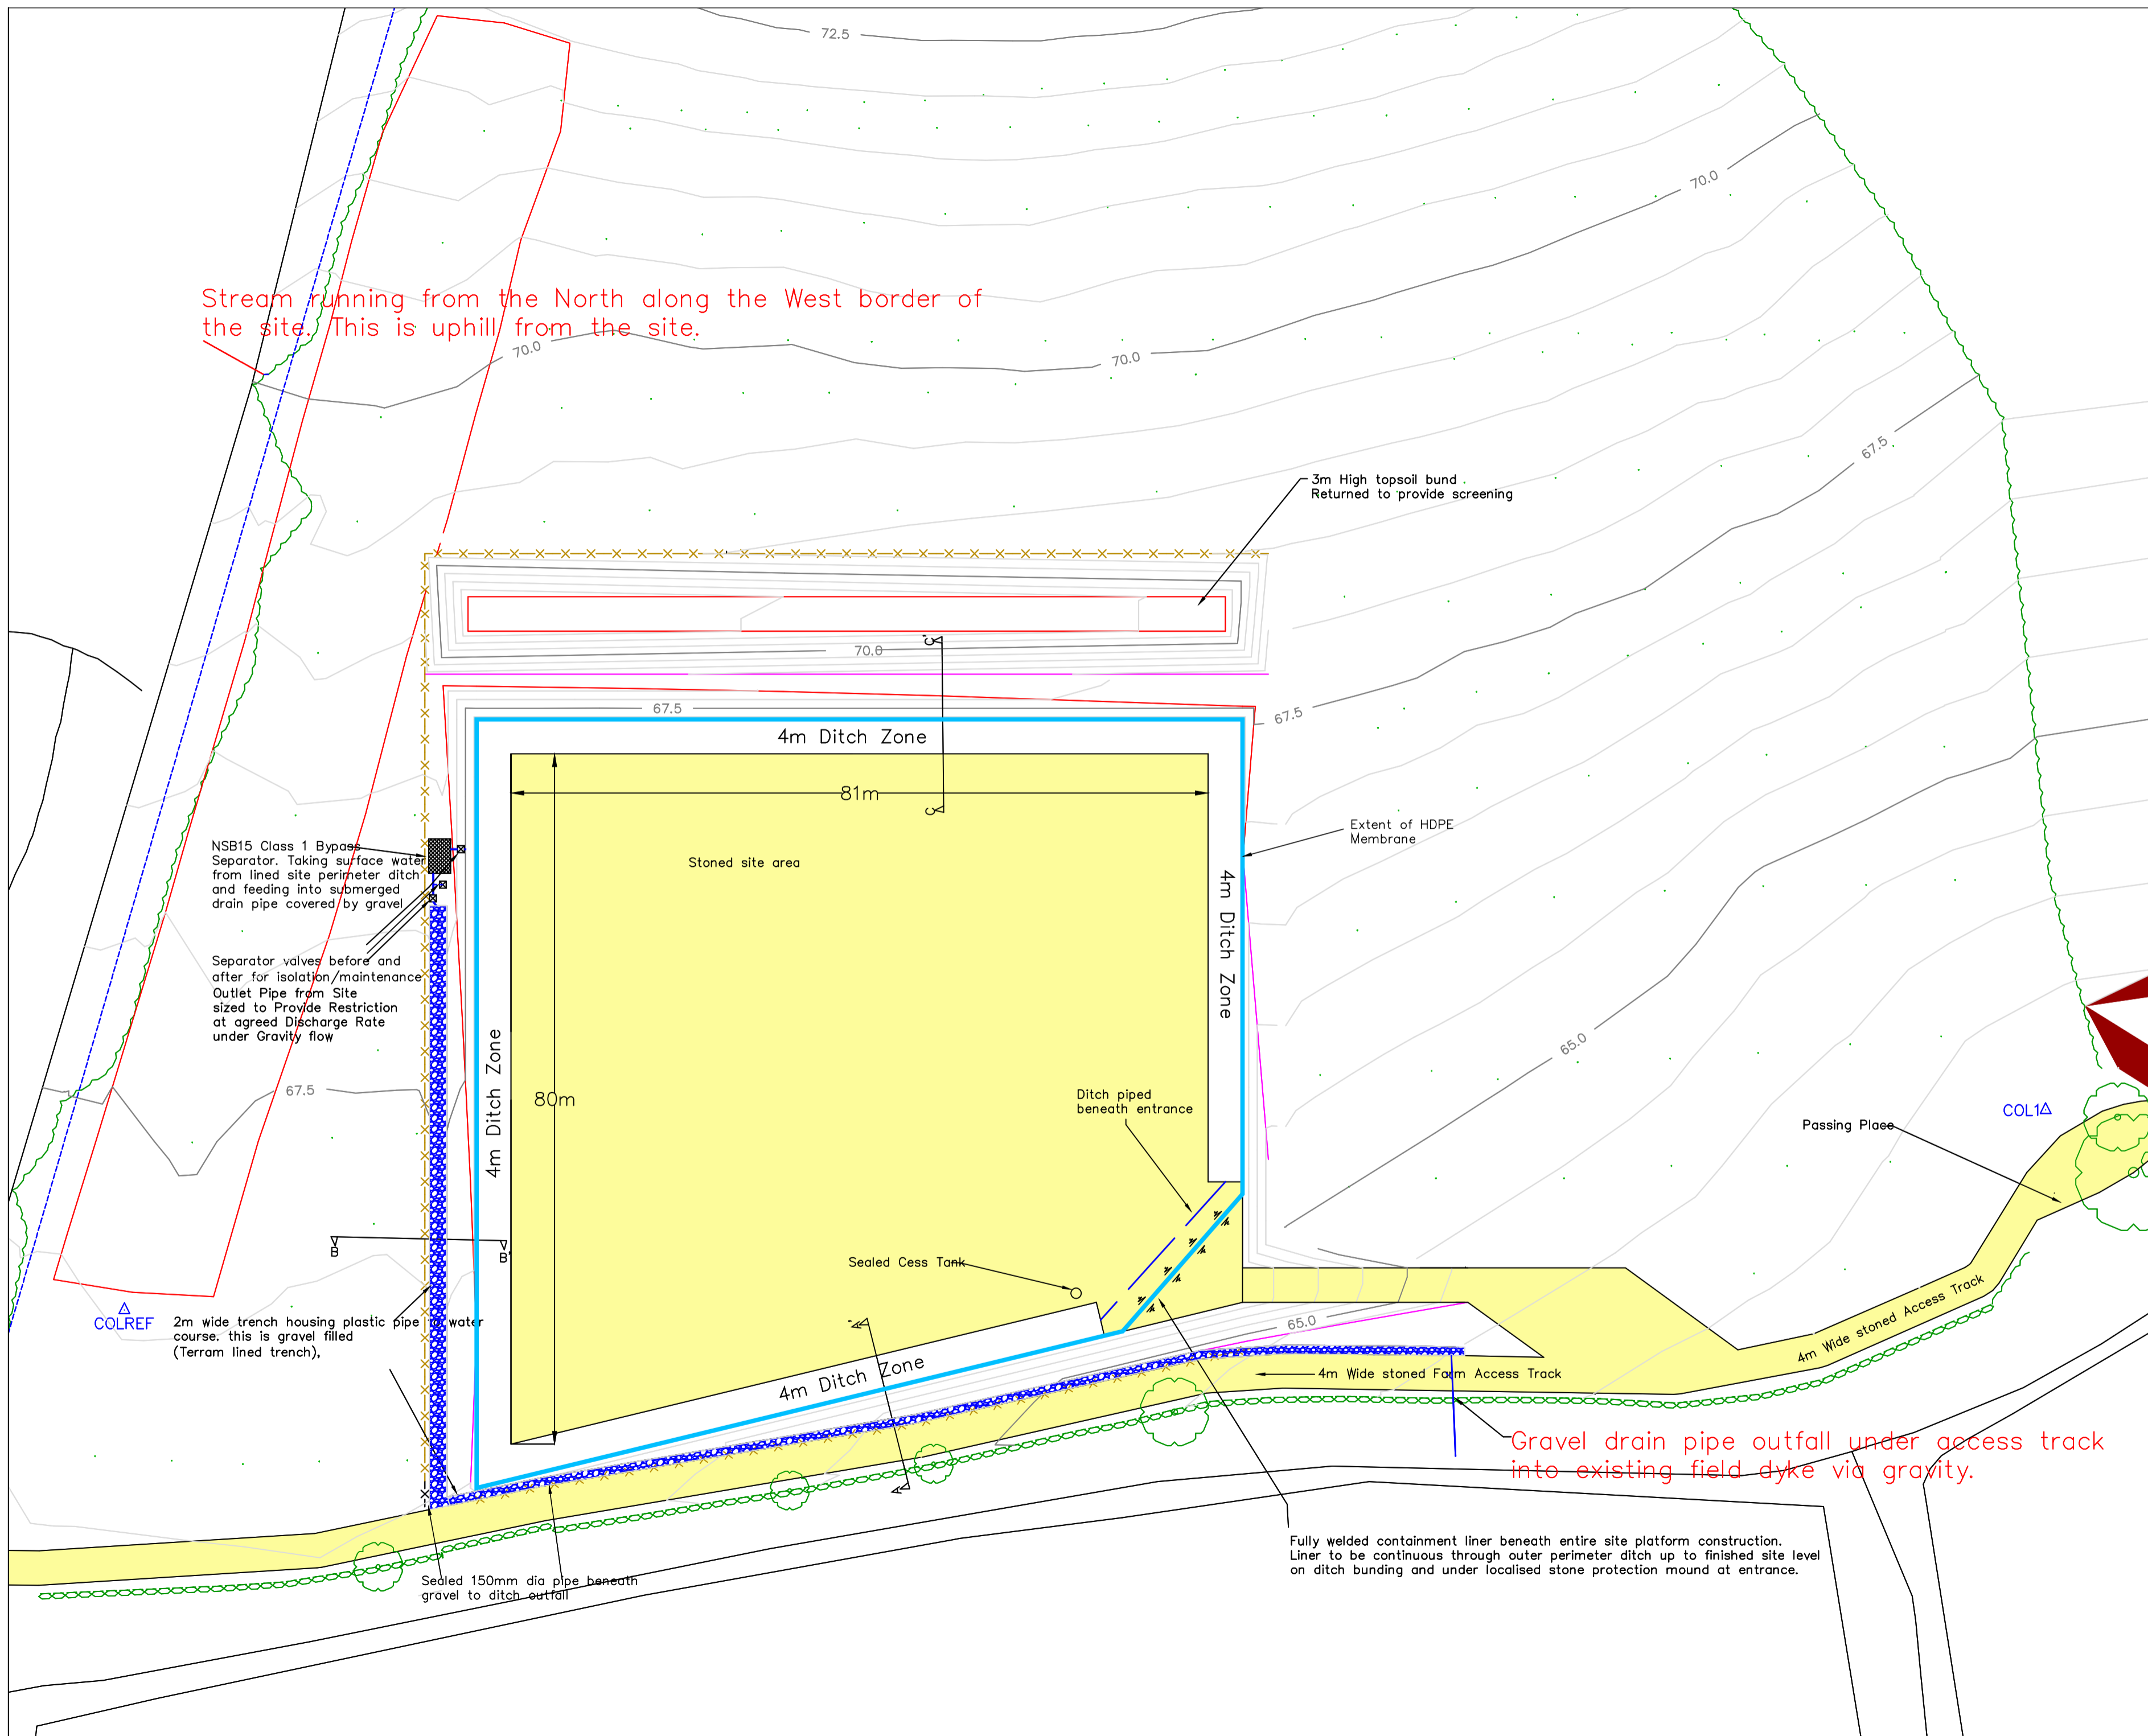 72.5
70.0
Stream running from the North along the West border of
the site. This is uphill from the site.
70.0
70.0
67.5
3m High topsoil bund
Returned to provide screening
C'
70.0
67.5
67.5
4m Ditch Zone
81m
C
Extent of HDPE
Membrane
NSB15 Class 1 Bypass
Separator. Taking surface water
from lined site perimeter ditch
and feeding into submerged
drain pipe covered by gravel
Stoned site area
4m Ditch Zone
Separator valves before and
after for isolation/maintenance
Outlet Pipe from Site
sized to Provide Restriction
at agreed Discharge Rate
under Gravity flow
65.0
67.5
4m Ditch Zone
80m
Ditch piped
beneath entrance
COL1
Passing Place
B
B'
Sealed Cess Tank
COLREF
2m wide trench housing plastic pipe to water
course. this is gravel filled
(Terram lined trench),
A'
65.0
4m Wide stoned Access Track
4m Ditch Zone
4m Wide stoned Farm Access Track
Gravel drain pipe outfall under access track
into existing field dyke via gravity.
A
Fully welded containment liner beneath entire site platform construction.
Liner to be continuous through outer perimeter ditch up to finished site level
on ditch bunding and under localised stone protection mound at entrance.
Sealed 150mm dia pipe beneath
gravel to ditch outfall